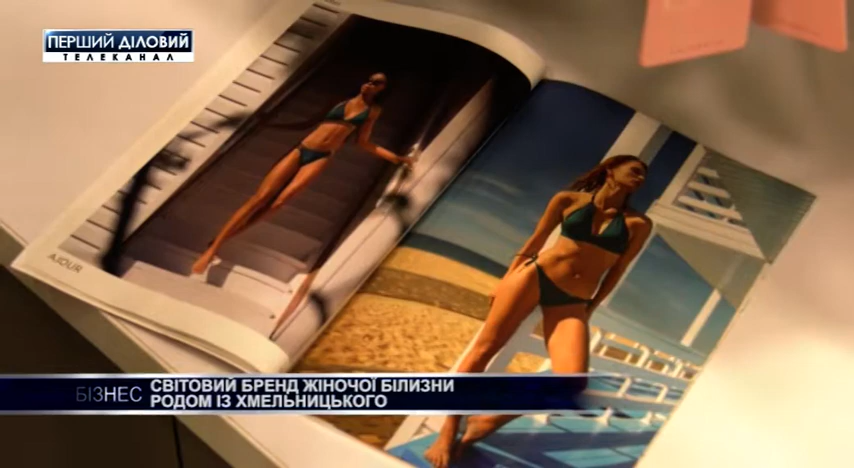 ПЕРШИЙ ДІЛОВИЙ
ТЕЛЕКАНАЛ
AJOUR
БІЗНЕС
СВІТОВИЙ БРЕНД ЖІНОЧОЇ БІЛИЗНИ
РОДОМ ІЗ ХМЕЛЬНИЦЬКОГО